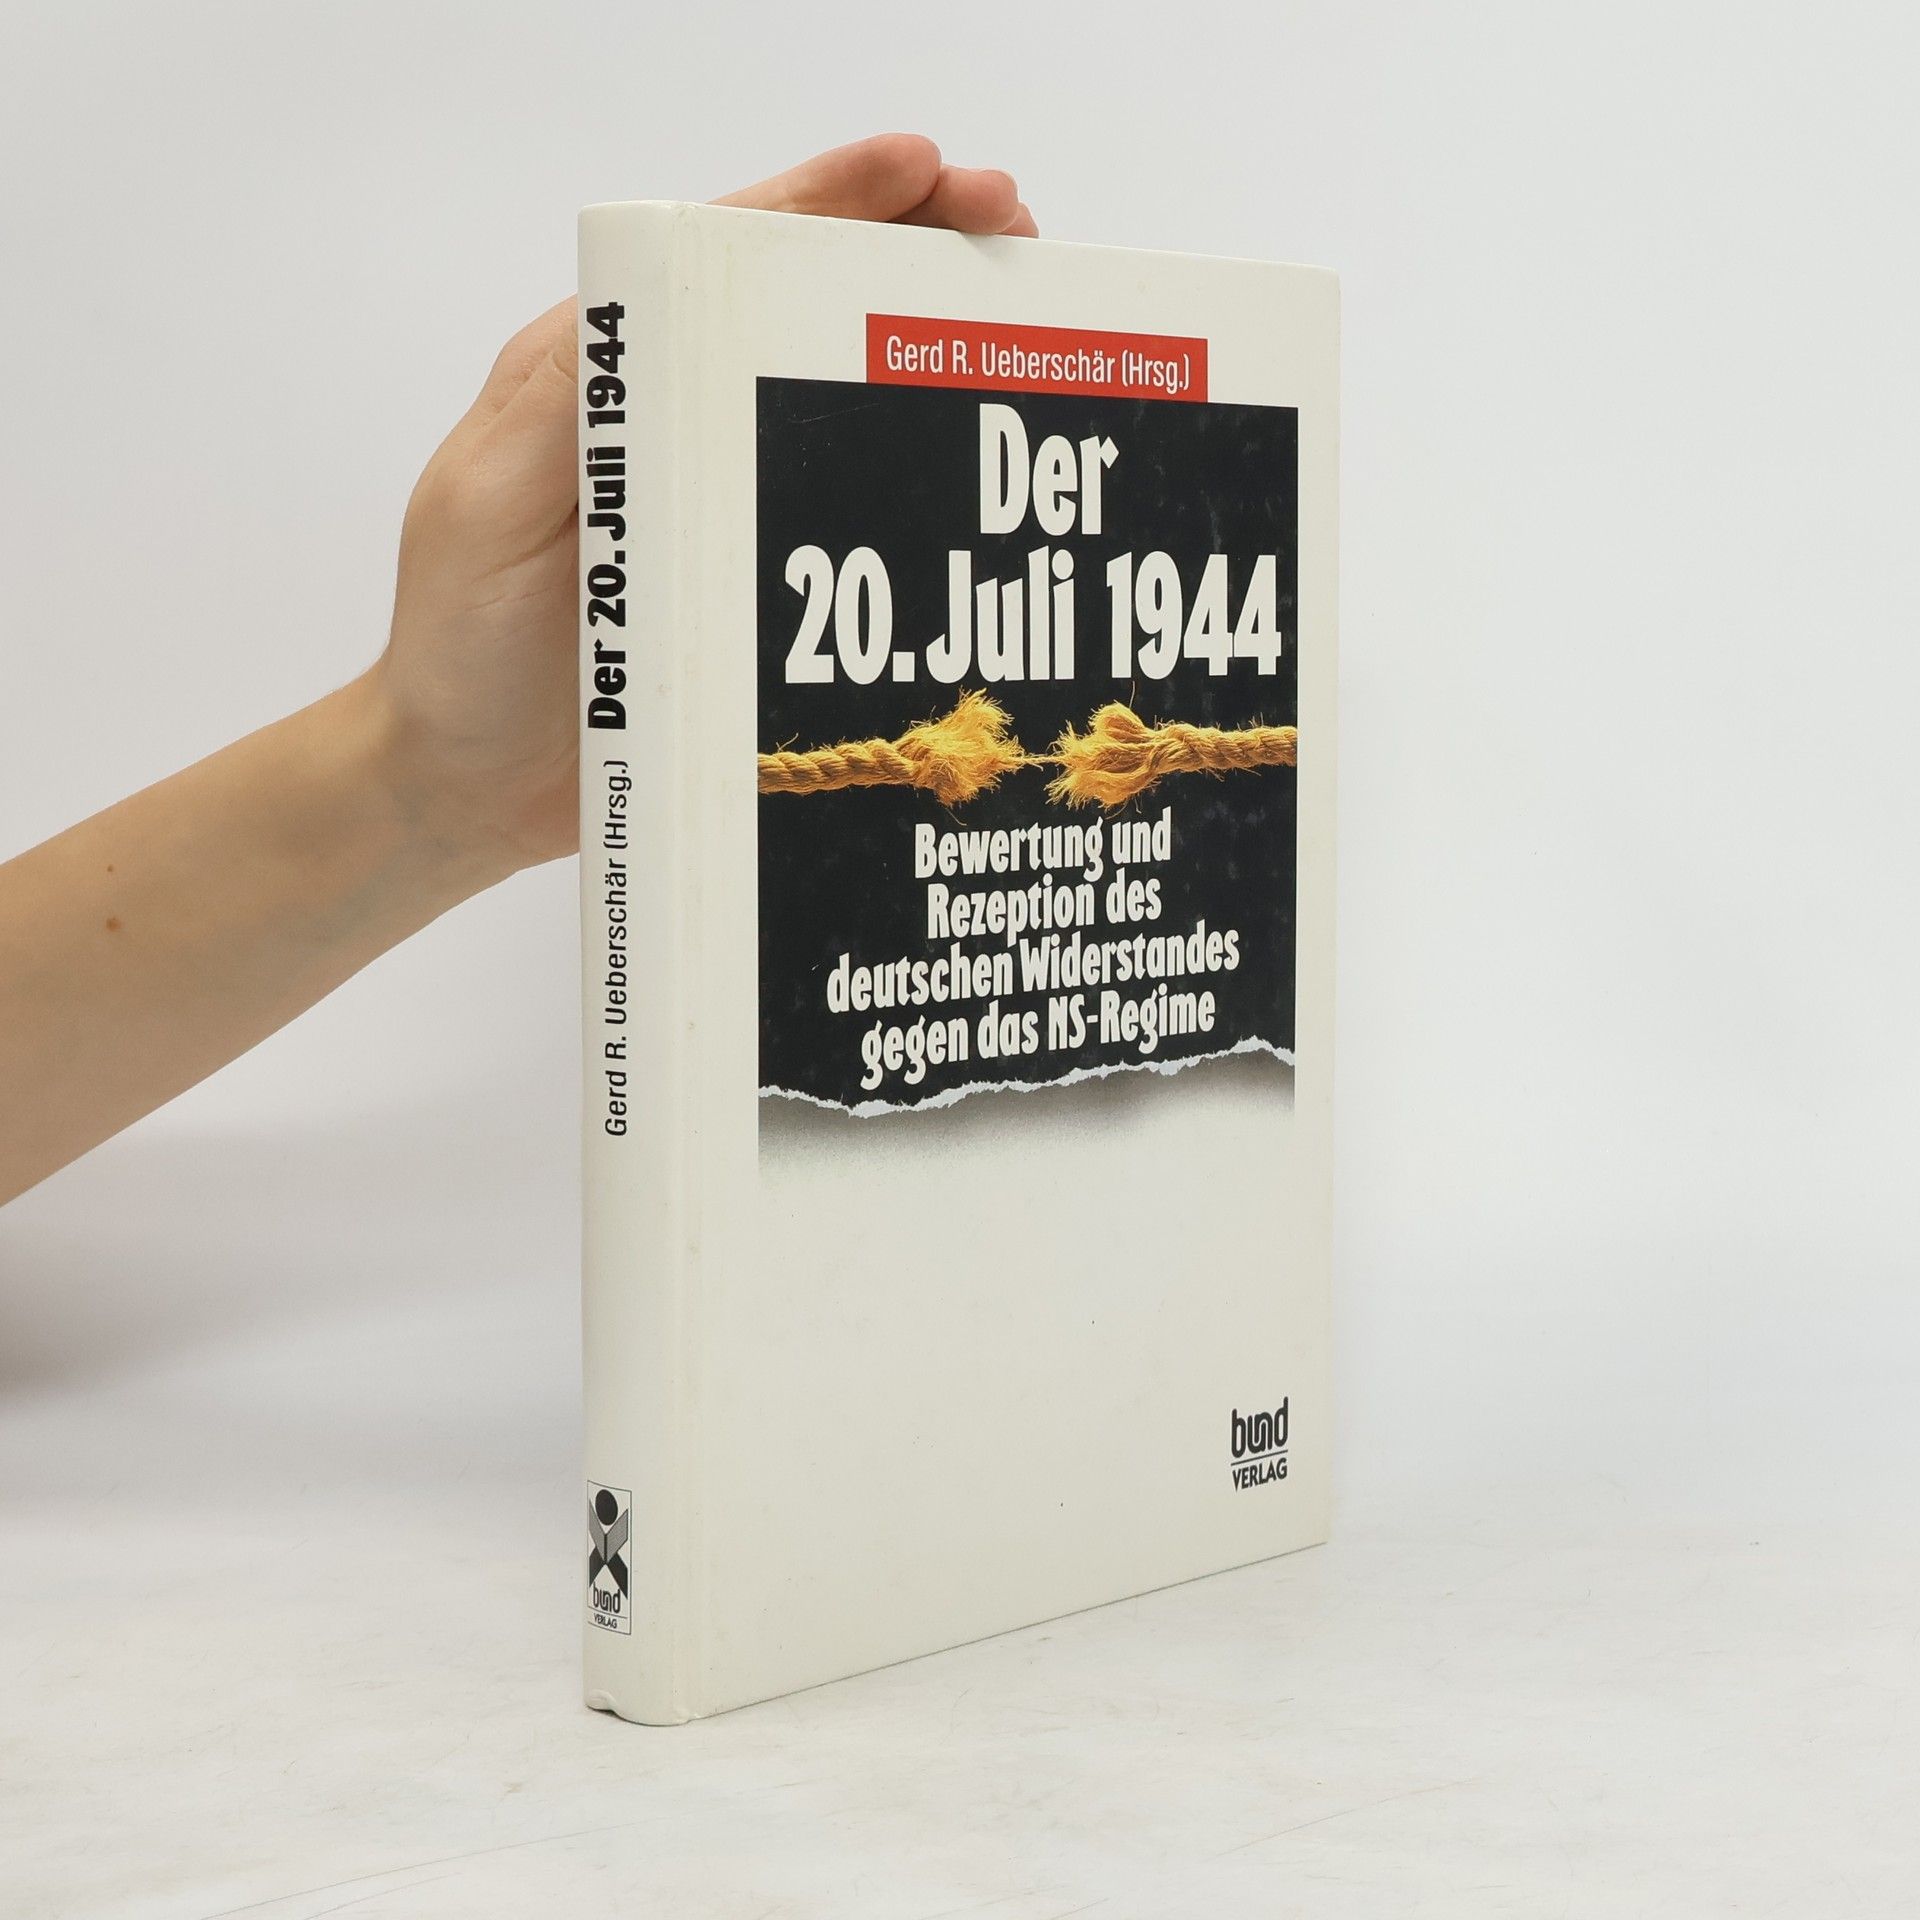 Gerd R. Ueberschär (Hrsg.)
Der
20. Juli 1944
Bewertung und
Rezeption des
deutschen Widerstandes
gegen das NS-Regime
bund
VERLAG
Gerd R. Ueberschär (Hrsg.) Der 20. Juli 1944
bund
VERLAG